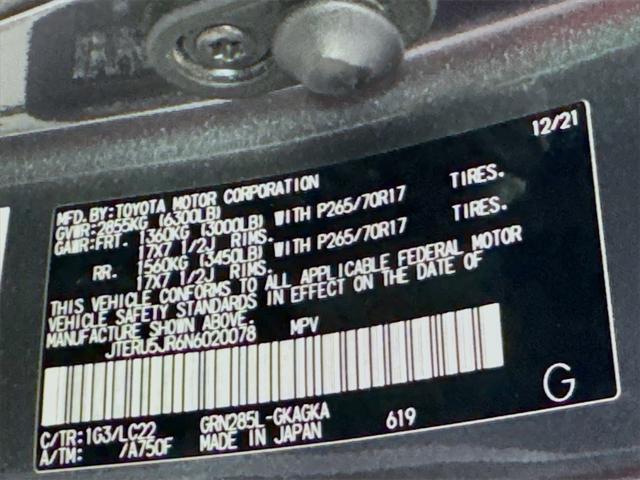 12/21
MFD. BY: TOYOTA MOTOR CORPORATION
GVWR: 2855KG (6300LB)
GAWR: FRT. 1360KG (3000LB) WITH P265/70R17 TIRES.
17X7 1/2J RIMS.
RR. 1560KG (3450LB) WITH P265/70R17 TIRES.
17X7 1/2J RIMS.
THIS VEHICLE CONFORMS TO ALL APPLICABLE FEDERAL MOTOR
VEHICLE SAFETY STANDARDS IN EFFECT ON THE DATE OF
MANUFACTURE SHOWN ABOVE.
JTERU5JR6N6020078 MPV
G
C/TR: 1G3/LC22 GRN285L-GKAGKA 619
A/TM: /A750F MADE IN JAPAN